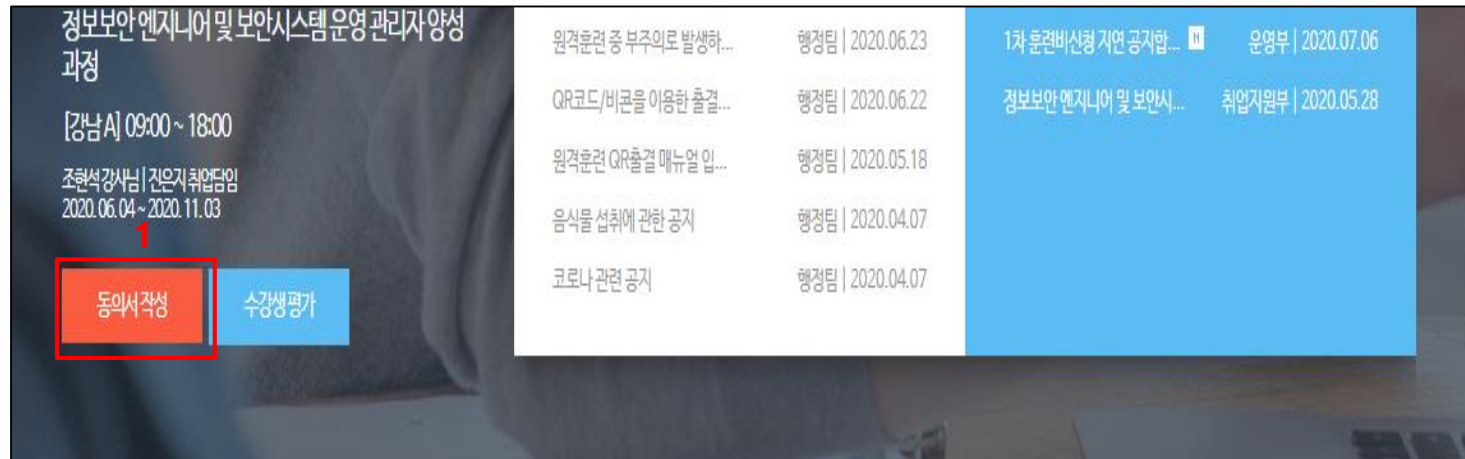 정보보안 엔지니어 및 보안시스템 운영 관리자 양성
과정
[강남 A] 09:00 ~ 18:00
조현석 강사님 | 진은지 취업담임
2020. 06. 04 ~ 2020. 11. 03
1
동의서 작성
수강생 평가
원격훈련 중 부주의로 발생하... 행정팀 | 2020.06.23
QR코드/비콘을 이용한 출결... 행정팀 | 2020.06.22
원격훈련 QR출결 매뉴얼 입... 행정팀 | 2020.05.18
음식물 섭취에 관한 공지 행정팀 | 2020.04.07
코로나 관련 공지 행정팀 | 2020.04.07
1차 훈련비신청 지연 공지합... N 운영부 | 2020.07.06
정보보안 엔지니어 및 보안시... 취업지원부 | 2020.05.28